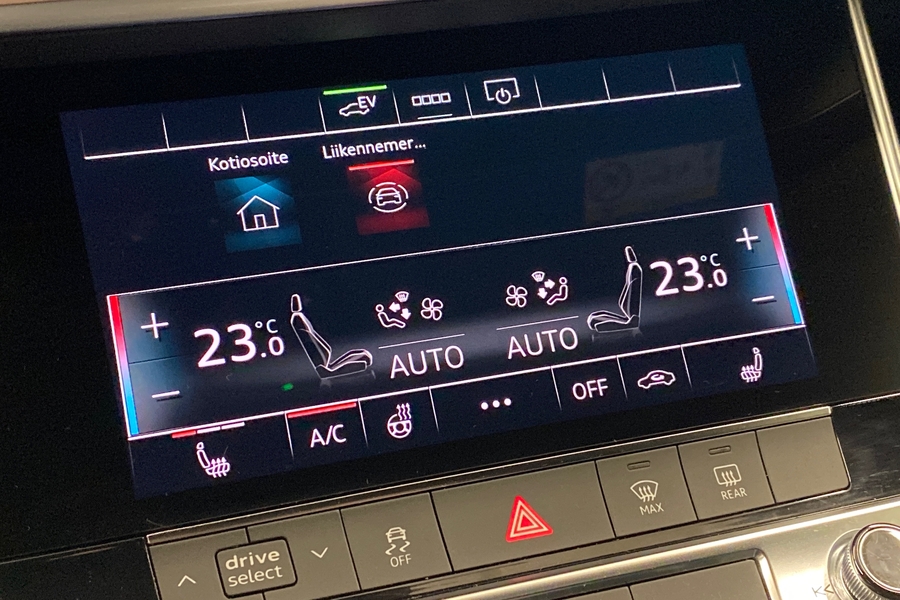 EV
Kotiosoite
Liikennemer...
+
23.0 °C
−
AUTO
AUTO
+
23.0 °C
−
A/C
...
OFF
drive
select
OFF
MAX
REAR